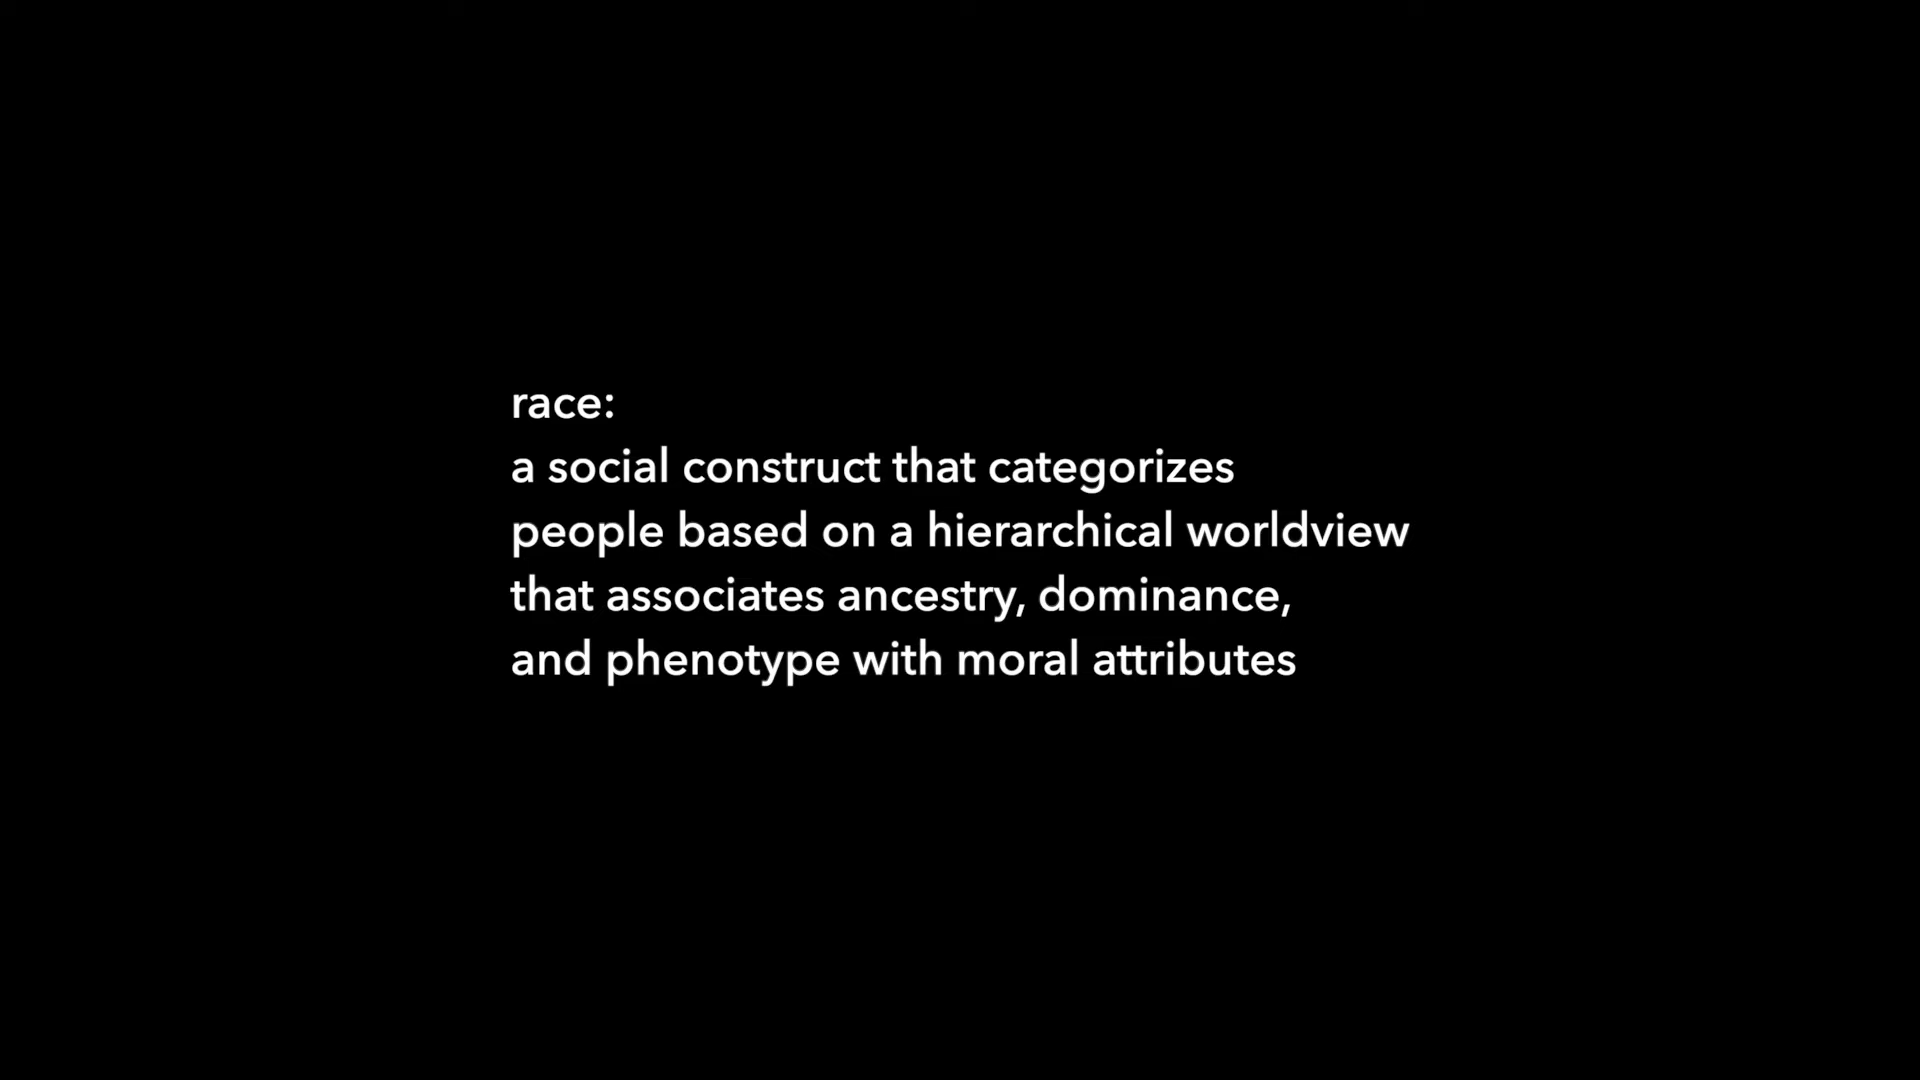 race:
a social construct that categorizes
people based on a hierarchical worldview
that associates ancestry, dominance,
and phenotype with moral attributes